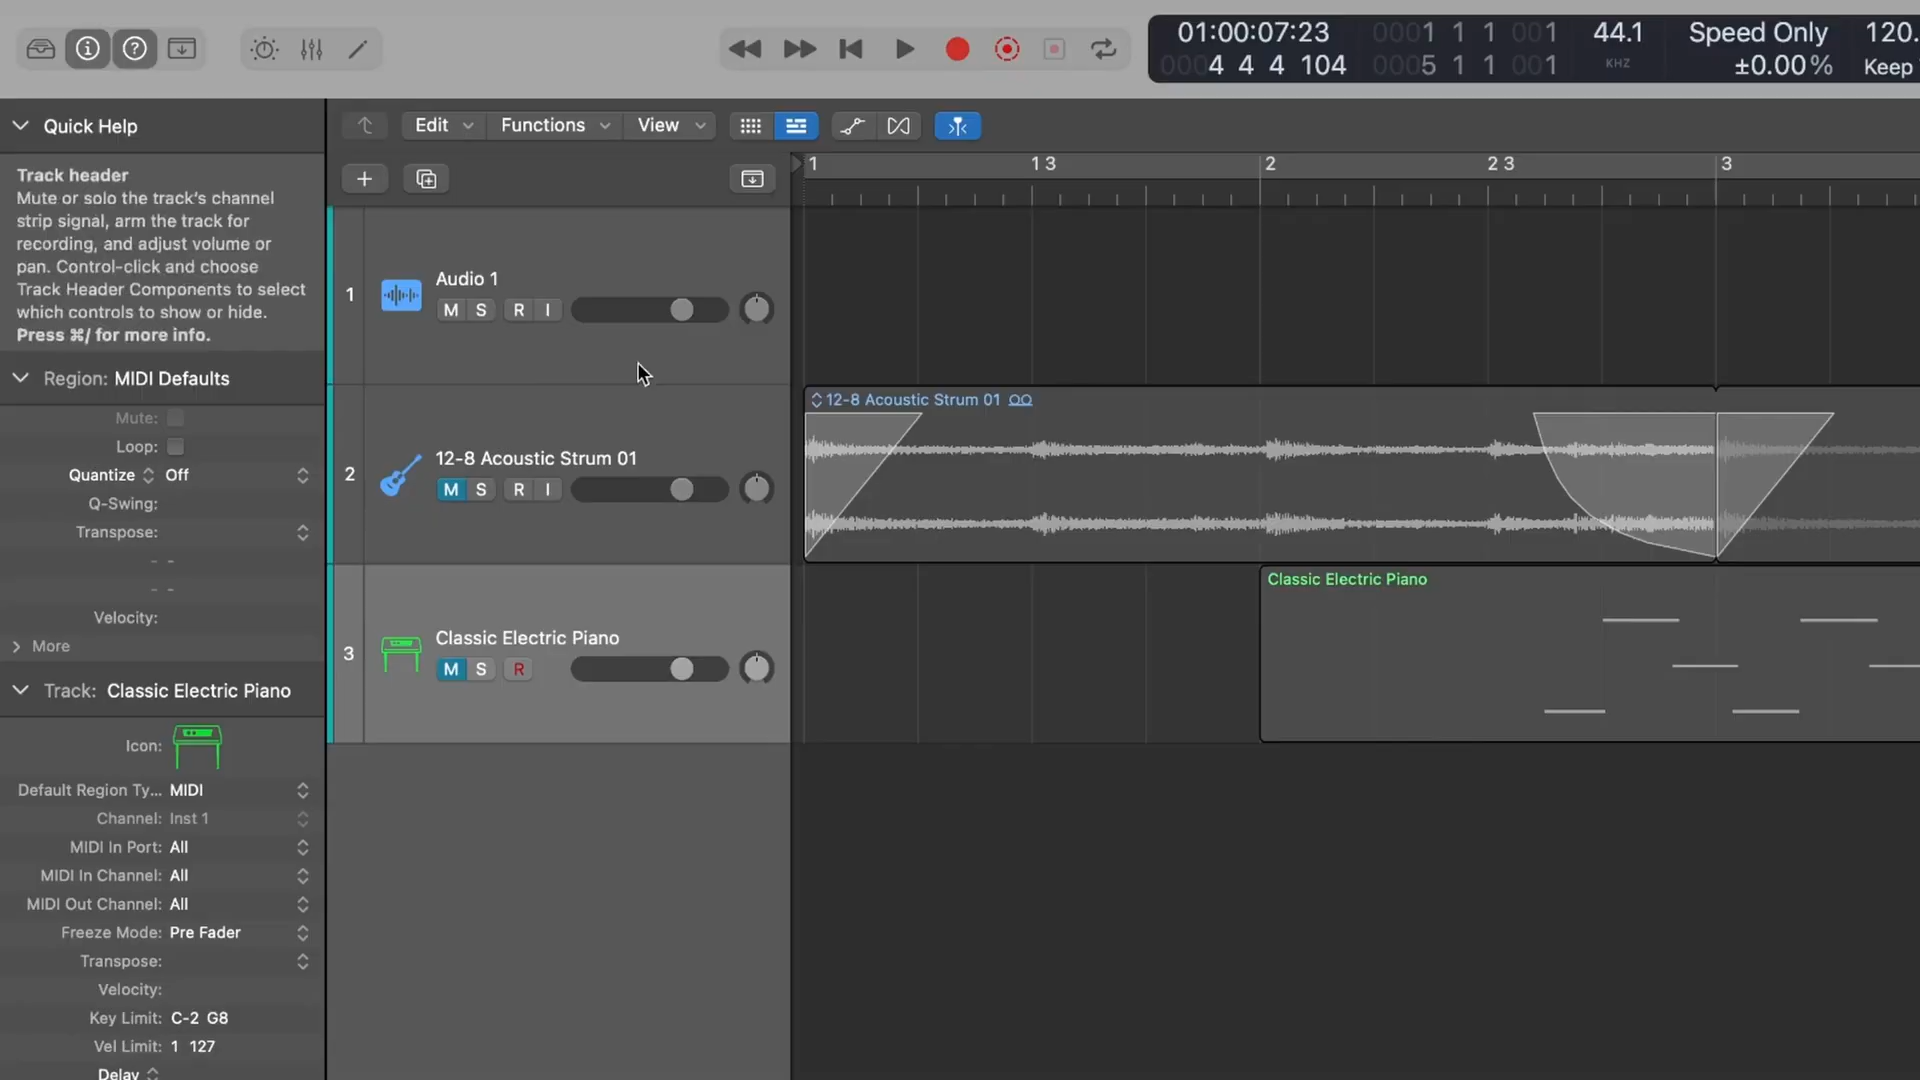 01:00:07:23 0001 1 1 001 44.1 Speed Only 120.
0004 4 4 104 0005 1 1 001 KHZ ±0.00% Keep
Quick Help
Edit Functions View
Track header
Mute or solo the track's channel
strip signal, arm the track for
recording, and adjust volume or
pan. Control-click and choose
Track Header Components to select
which controls to show or hide.
Press ⌘/ for more info.
1 1 3 2 2 3 3
Region: MIDI Defaults
Mute:
Loop:
Quantize Off
Q-Swing:
Transpose:
- -
- -
Velocity:
More
Track: Classic Electric Piano
Icon:
Default Region Ty... MIDI
Channel: Inst 1
MIDI In Port: All
MIDI In Channel: All
MIDI Out Channel: All
Freeze Mode: Pre Fader
Transpose:
Velocity:
Key Limit: C-2 G8
Vel Limit: 1 127
Delay
1
Audio 1
M S R I
2
12-8 Acoustic Strum 01
M S R I
3
Classic Electric Piano
M S R
12-8 Acoustic Strum 01
Classic Electric Piano